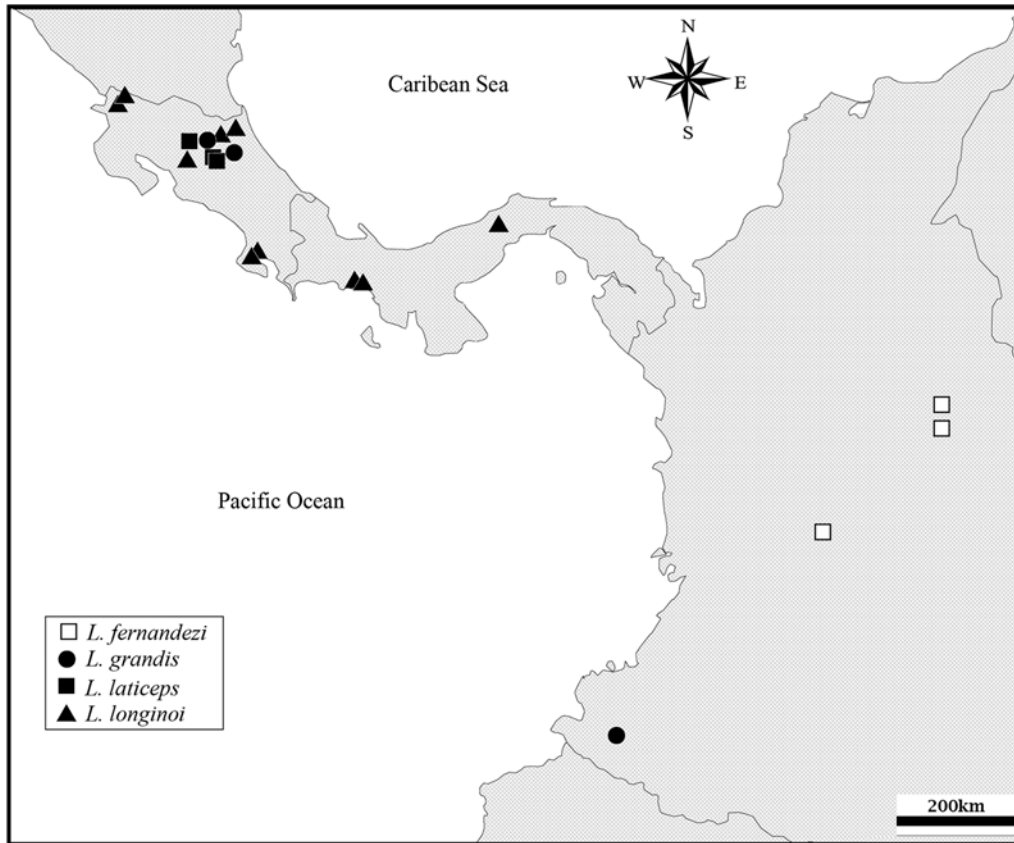 N
Caribean Sea
W E
S
Pacific Ocean
L. fernandezi
L. grandis
L. laticeps
L. longinoi
200km